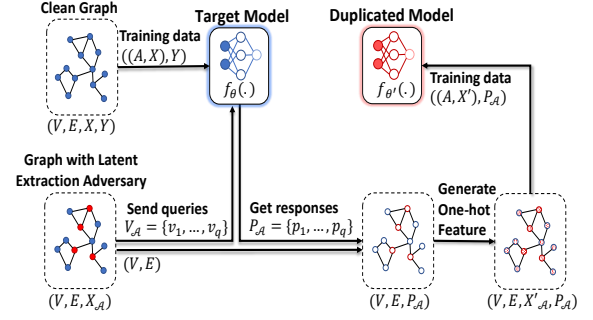 Clean Graph
Target Model
Duplicated Model
Training data
((A, X), Y)
f_θ(.)
f_θ'(.)
Training data
((A, X'), P_𝒜)
(V, E, X, Y)
Graph with Latent
Extraction Adversary
Send queries
V_𝒜 = {v_1, ..., v_q}
Get responses
P_𝒜 = {p_1, ..., p_q}
Generate
One-hot
Feature
(V, E)
(V, E, X_𝒜)
(V, E, P_𝒜)
(V, E, X'_𝒜, P_𝒜)